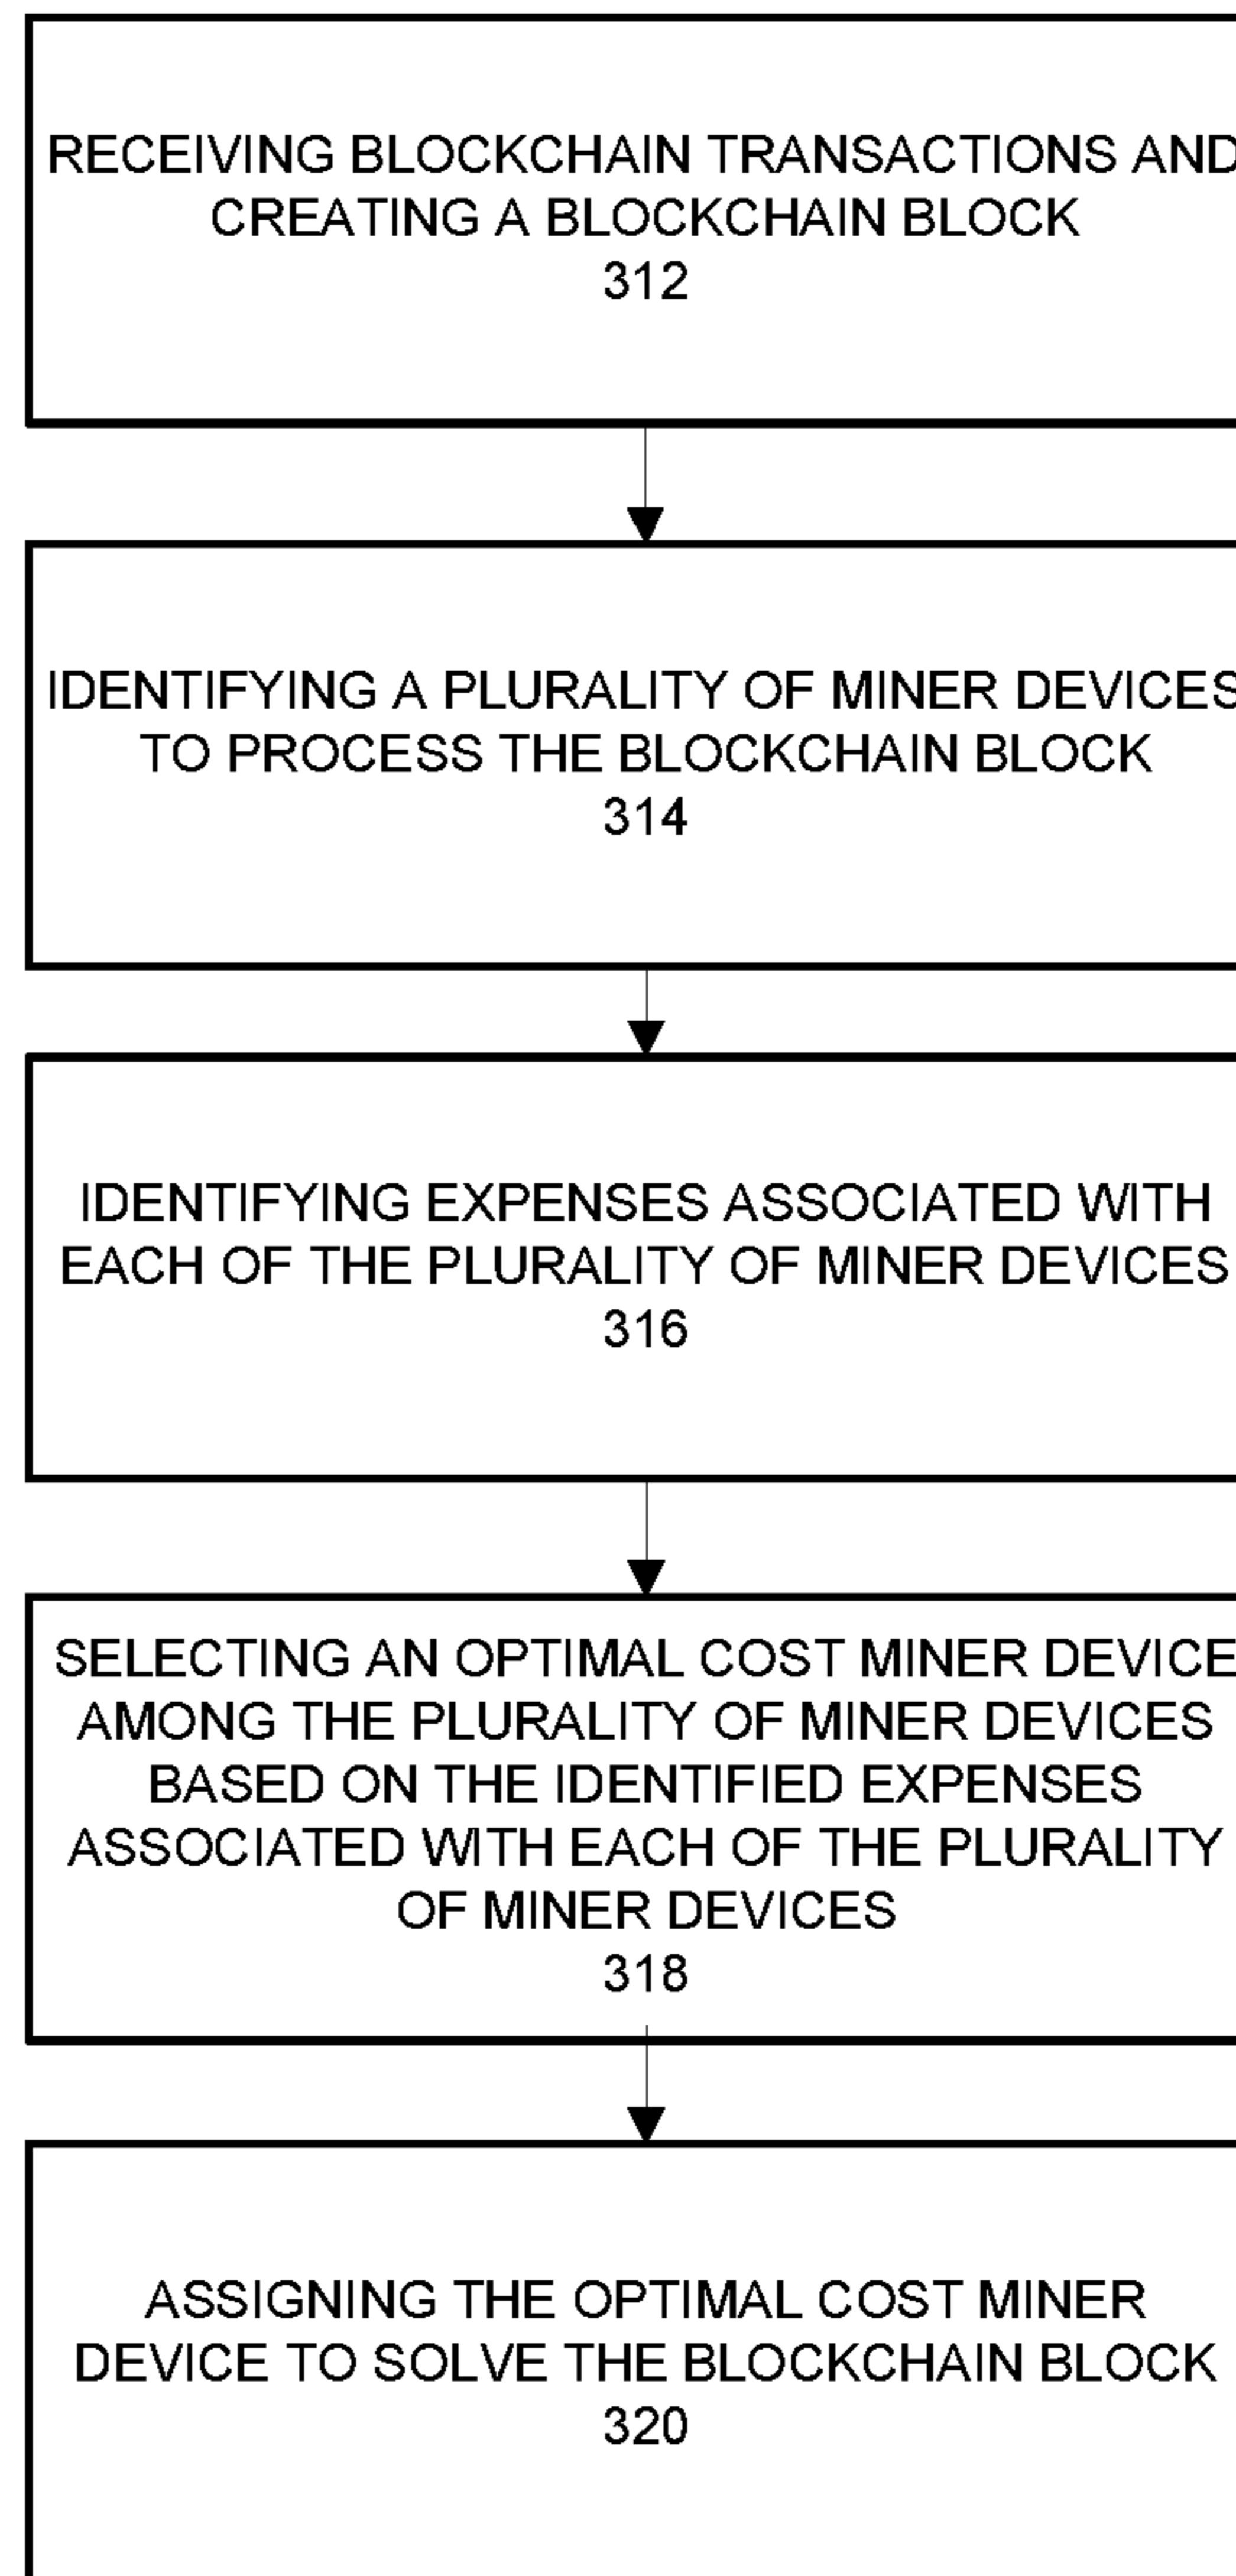 RECEIVING BLOCKCHAIN TRANSACTIONS AND
CREATING A BLOCKCHAIN BLOCK
312
IDENTIFYING A PLURALITY OF MINER DEVICES
TO PROCESS THE BLOCKCHAIN BLOCK
314
IDENTIFYING EXPENSES ASSOCIATED WITH
EACH OF THE PLURALITY OF MINER DEVICES
316
SELECTING AN OPTIMAL COST MINER DEVICE
AMONG THE PLURALITY OF MINER DEVICES
BASED ON THE IDENTIFIED EXPENSES
ASSOCIATED WITH EACH OF THE PLURALITY
OF MINER DEVICES
318
ASSIGNING THE OPTIMAL COST MINER
DEVICE TO SOLVE THE BLOCKCHAIN BLOCK
320